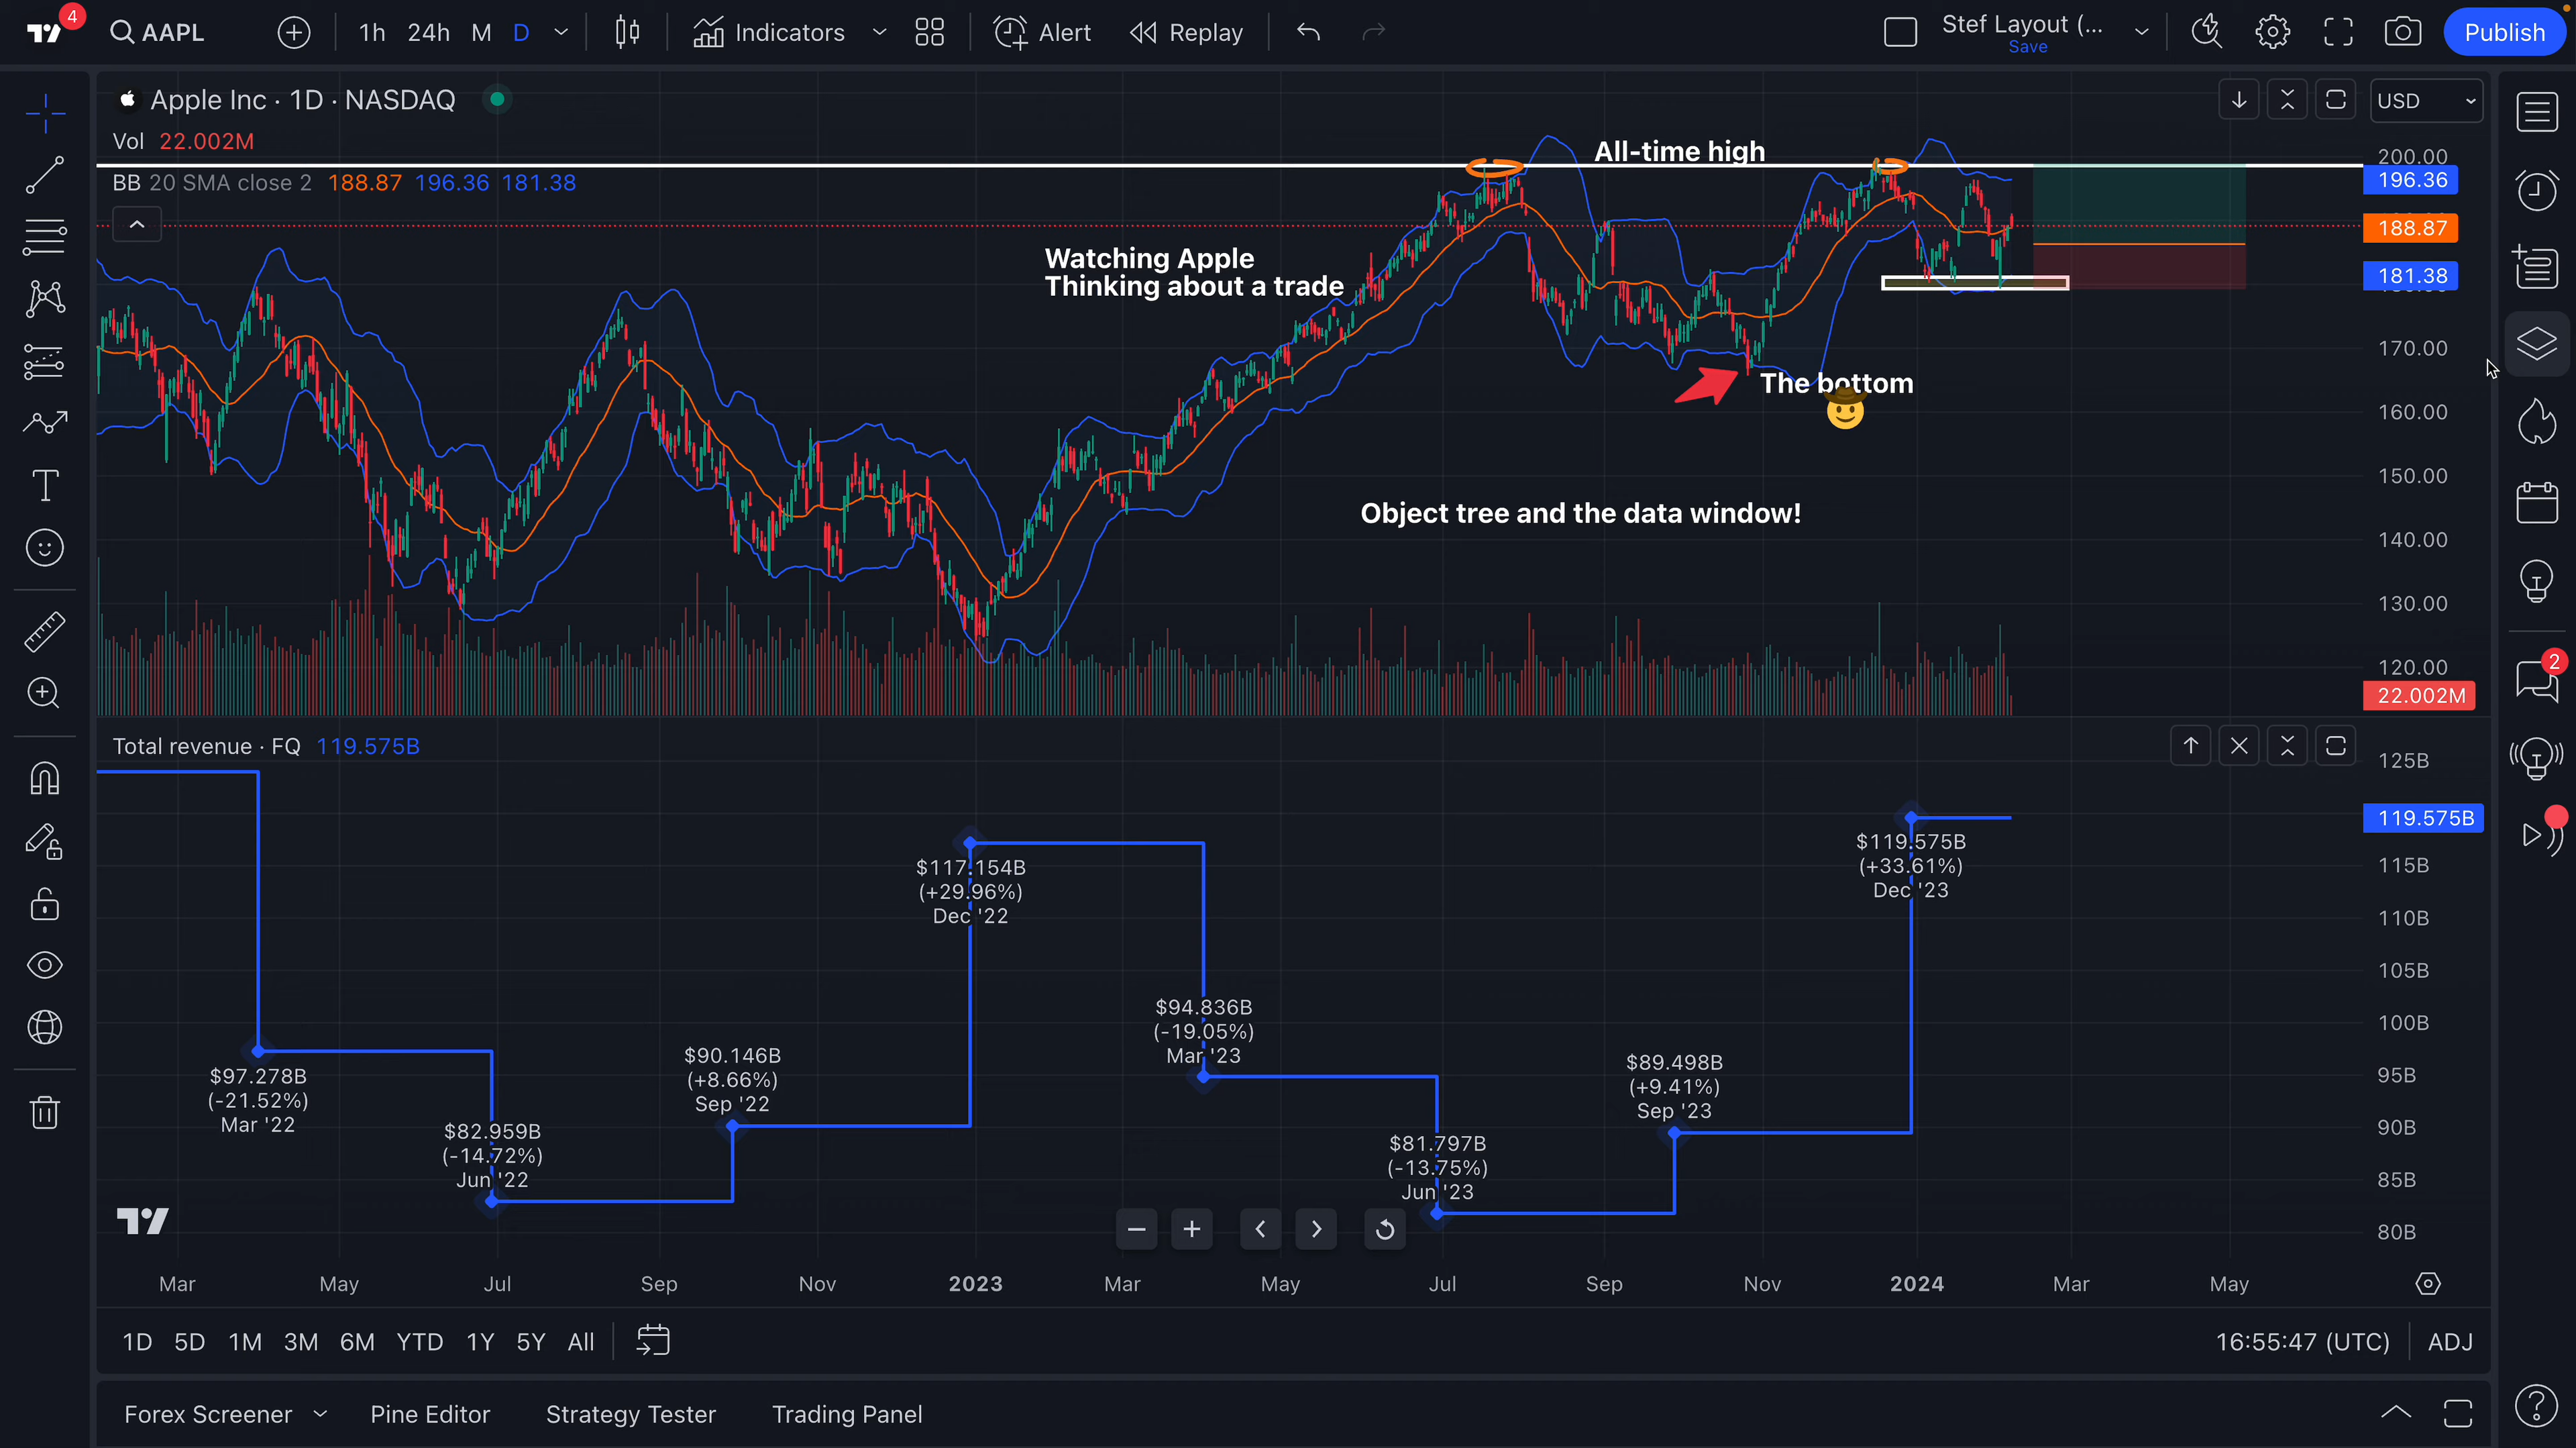 4
AAPL
1h 24h M D
Indicators
Alert
Replay
Stef Layout (...
Save
Publish
Apple Inc · 1D · NASDAQ
USD
Vol 22.002M
All-time high
200.00
BB 20 SMA close 2 188.87 196.36 181.38
196.36
188.87
Watching Apple
Thinking about a trade
181.38
170.00
The bottom
160.00
150.00
Object tree and the data window!
140.00
130.00
120.00
22.002M
2
Total revenue · FQ 119.575B
125B
119.575B
115B
110B
105B
100B
95B
90B
85B
80B
$97.278B
(-21.52%)
Mar '22
$82.959B
(-14.72%)
Jun '22
$90.146B
(+8.66%)
Sep '22
$117.154B
(+29.96%)
Dec '22
$94.836B
(-19.05%)
Mar '23
$81.797B
(-13.75%)
Jun '23
$89.498B
(+9.41%)
Sep '23
$119.575B
(+33.61%)
Dec '23
Mar May Jul Sep Nov 2023 Mar May Jul Sep Nov 2024 Mar May
1D 5D 1M 3M 6M YTD 1Y 5Y All
16:55:47 (UTC) ADJ
Forex Screener Pine Editor Strategy Tester Trading Panel